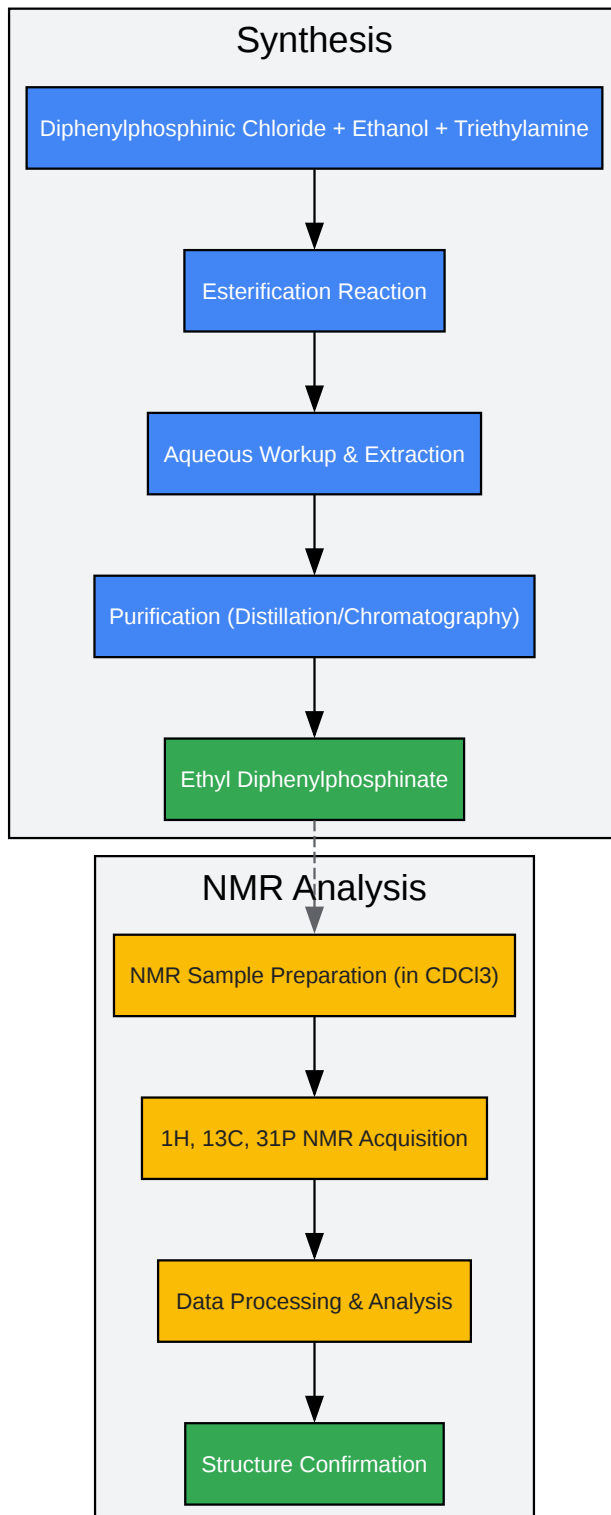 Synthesis
Diphenylphosphinic Chloride + Ethanol + Triethylamine
Esterification Reaction
Aqueous Workup & Extraction
Purification (Distillation/Chromatography)
Ethyl Diphenylphosphinate
NMR Analysis
NMR Sample Preparation (in CDCl3)
1H, 13C, 31P NMR Acquisition
Data Processing & Analysis
Structure Confirmation